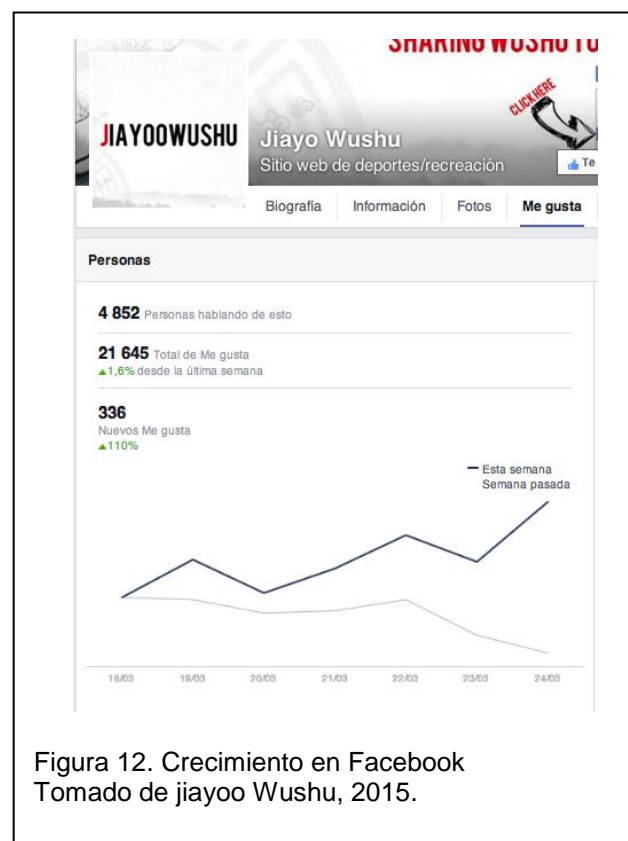 SHARING WUSHU TO
CLICK HERE
JIAYOOWUSHU
Jiayo Wushu
Sitio web de deportes/recreación
Te
Biografía Información Fotos Me gusta
Personas
4 852 Personas hablando de esto
21 645 Total de Me gusta
▲1,6% desde la última semana
336
Nuevos Me gusta
▲110%
Esta semana
Semana pasada
18/03 19/03 20/03 21/03 22/03 23/03 24/03
Figura 12. Crecimiento en Facebook
Tomado de jiayoo Wushu, 2015.